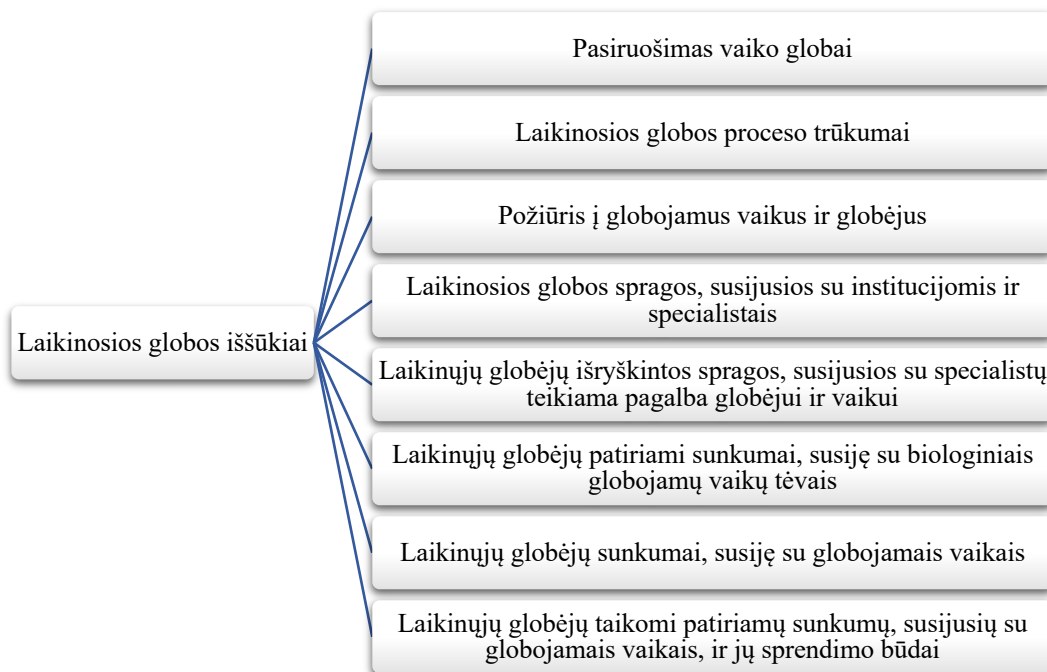 Laikinosios globos iššūkiai
Pasiruošimas vaiko globai
Laikinosios globos proceso trūkumai
Požiūris į globojamus vaikus ir globėjus
Laikinosios globos spragos, susijusios su institucijomis ir
specialistais
Laikinųjų globėjų išryškintos spragos, susijusios su specialistų
teikiama pagalba globėjui ir vaikui
Laikinųjų globėjų patiriami sunkumai, susiję su biologiniais
globojamų vaikų tėvais
Laikinųjų globėjų sunkumai, susiję su globojamais vaikais
Laikinųjų globėjų taikomi patiriamų sunkumų, susijusių su
globojamais vaikais, ir jų sprendimo būdai